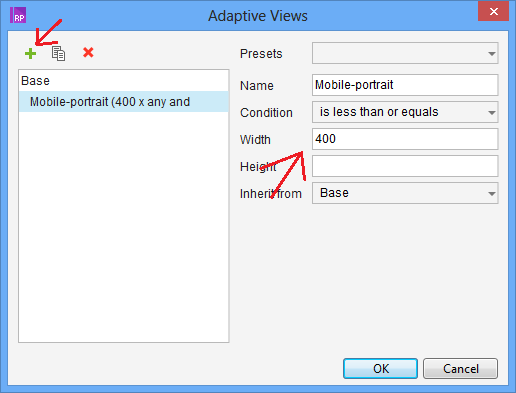 RP
Adaptive Views
Presets
Base
Mobile-portrait (400 x any and
Name
Mobile-portrait
Condition
is less than or equals
Width
400
Height
Inherit from
Base
OK
Cancel